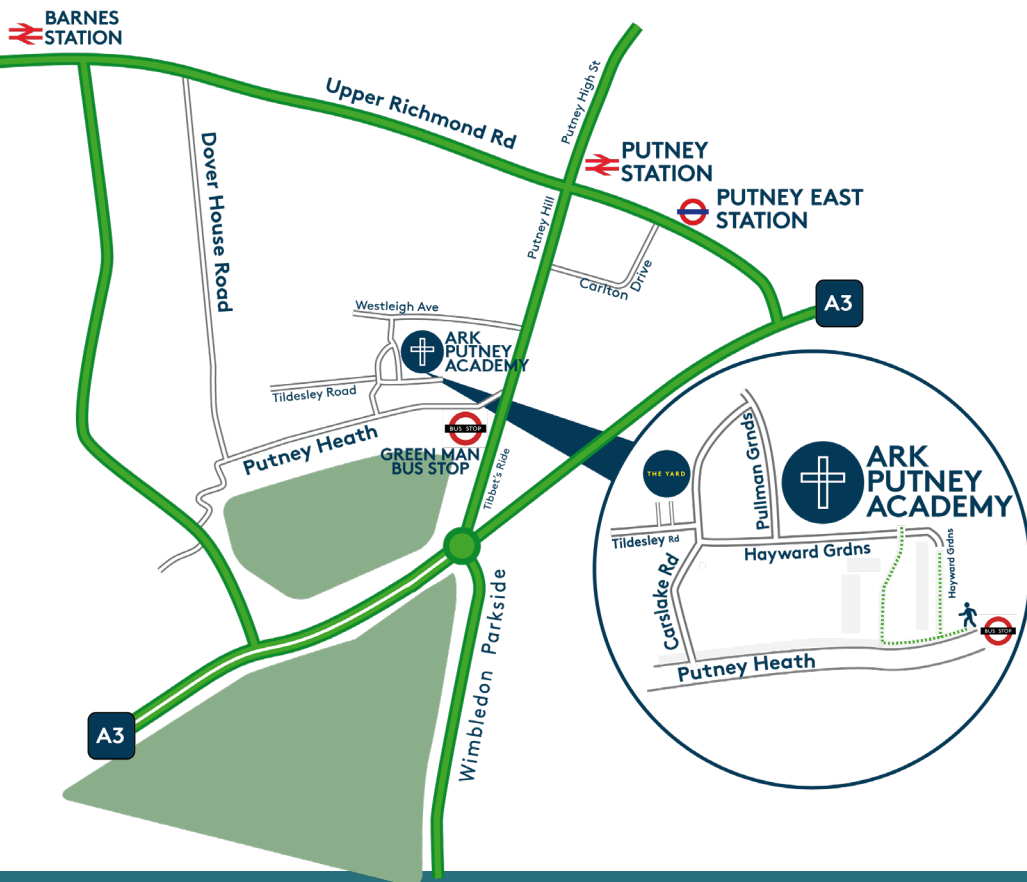 BARNES
STATION
Upper Richmond Rd
Putney High St
PUTNEY
STATION
PUTNEY EAST
STATION
Dover House Road
Putney Hill
Carlton Drive
A3
Westleigh Ave
ARK
PUTNEY
ACADEMY
Tildesley Road
Putney Heath
BUS STOP
GREEN MAN
BUS STOP
Tibbet's Ride
THE YARD
Pullman Grnds
ARK
PUTNEY
ACADEMY
Tildesley Rd
Hayward Grdns
Hayward Grdns
Carslake Rd
BUS STOP
Putney Heath
Wimbledon Parkside
A3